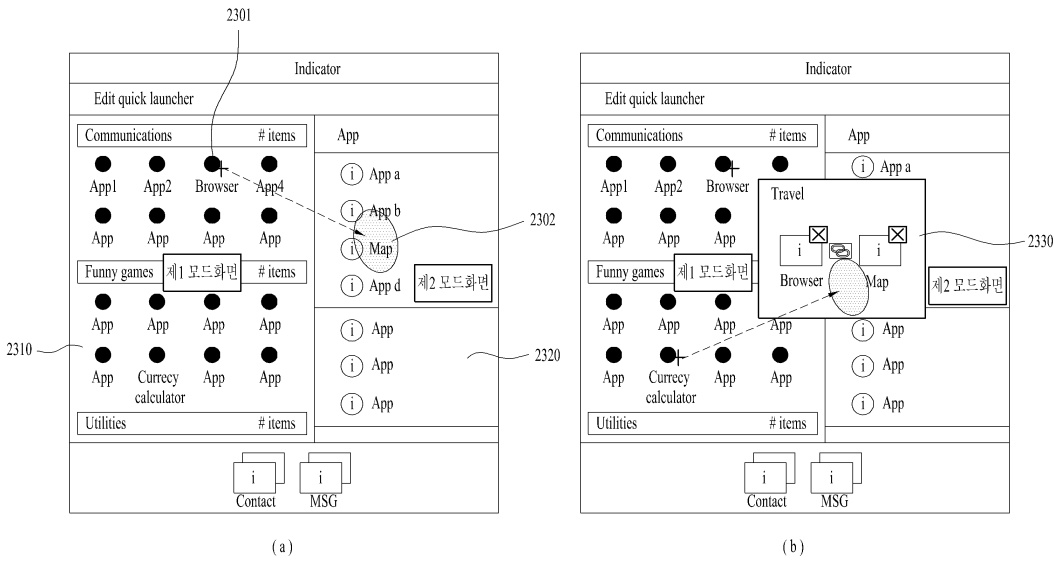 2301
Indicator
Edit quick launcher
Communications # items
App
App1 App2 Browser App4
i App a
App App App App
i App b
2302
i Map
Funny games 제1 모드화면 # items
i App d
제2 모드화면
App App App App
i App
2310
2320
App Currecy calculator App App
i App
i App
Utilities # items
i i
Contact MSG
( a )
Indicator
Edit quick launcher
Communications # items
App
App1 App2 Browser
i App a
Travel
App App App
i i
2330
Browser Map
Funny games 제1 모드화면
제2 모드화면
App App App App
i App
App Currecy calculator App App
i App
i App
Utilities # items
i i
Contact MSG
( b )